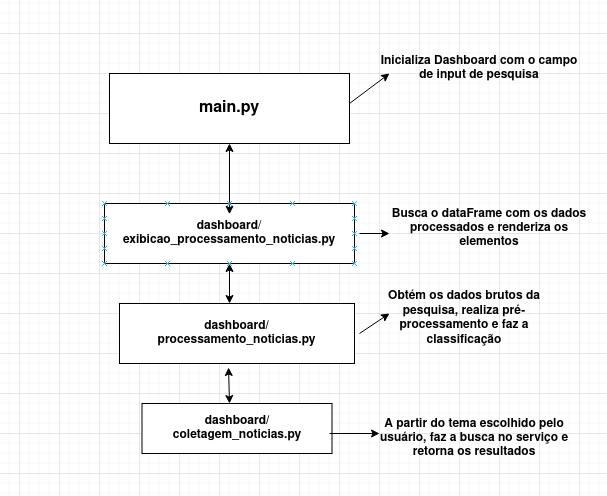 Inicializa Dashboard com o campo
de input de pesquisa
main.py
dashboard/
exibicao_processamento_noticias.py
Busca o dataFrame com os dados
processados e renderiza os
elementos
dashboard/
processamento_noticias.py
Obtém os dados brutos da
pesquisa, realiza pré-
processamento e faz a
classificação
dashboard/
coletagem_noticias.py
A partir do tema escolhido pelo
usuário, faz a busca no serviço e
retorna os resultados